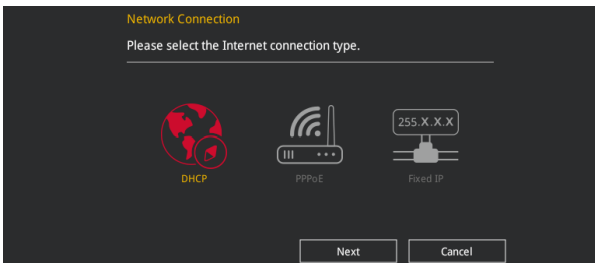 Network Connection
Please select the Internet connection type.
255.X.X.X
DHCP PPPoE Fixed IP
Next Cancel